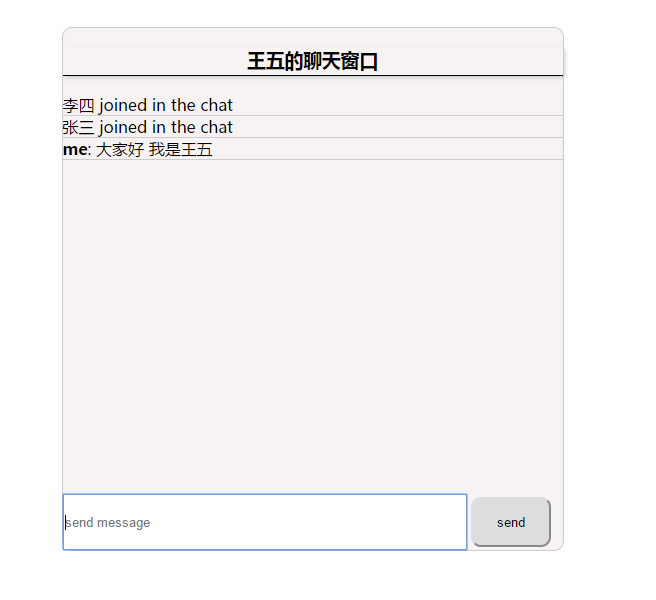 王五的聊天窗口
李四 joined in the chat
张三 joined in the chat
me: 大家好 我是王五
send message
send